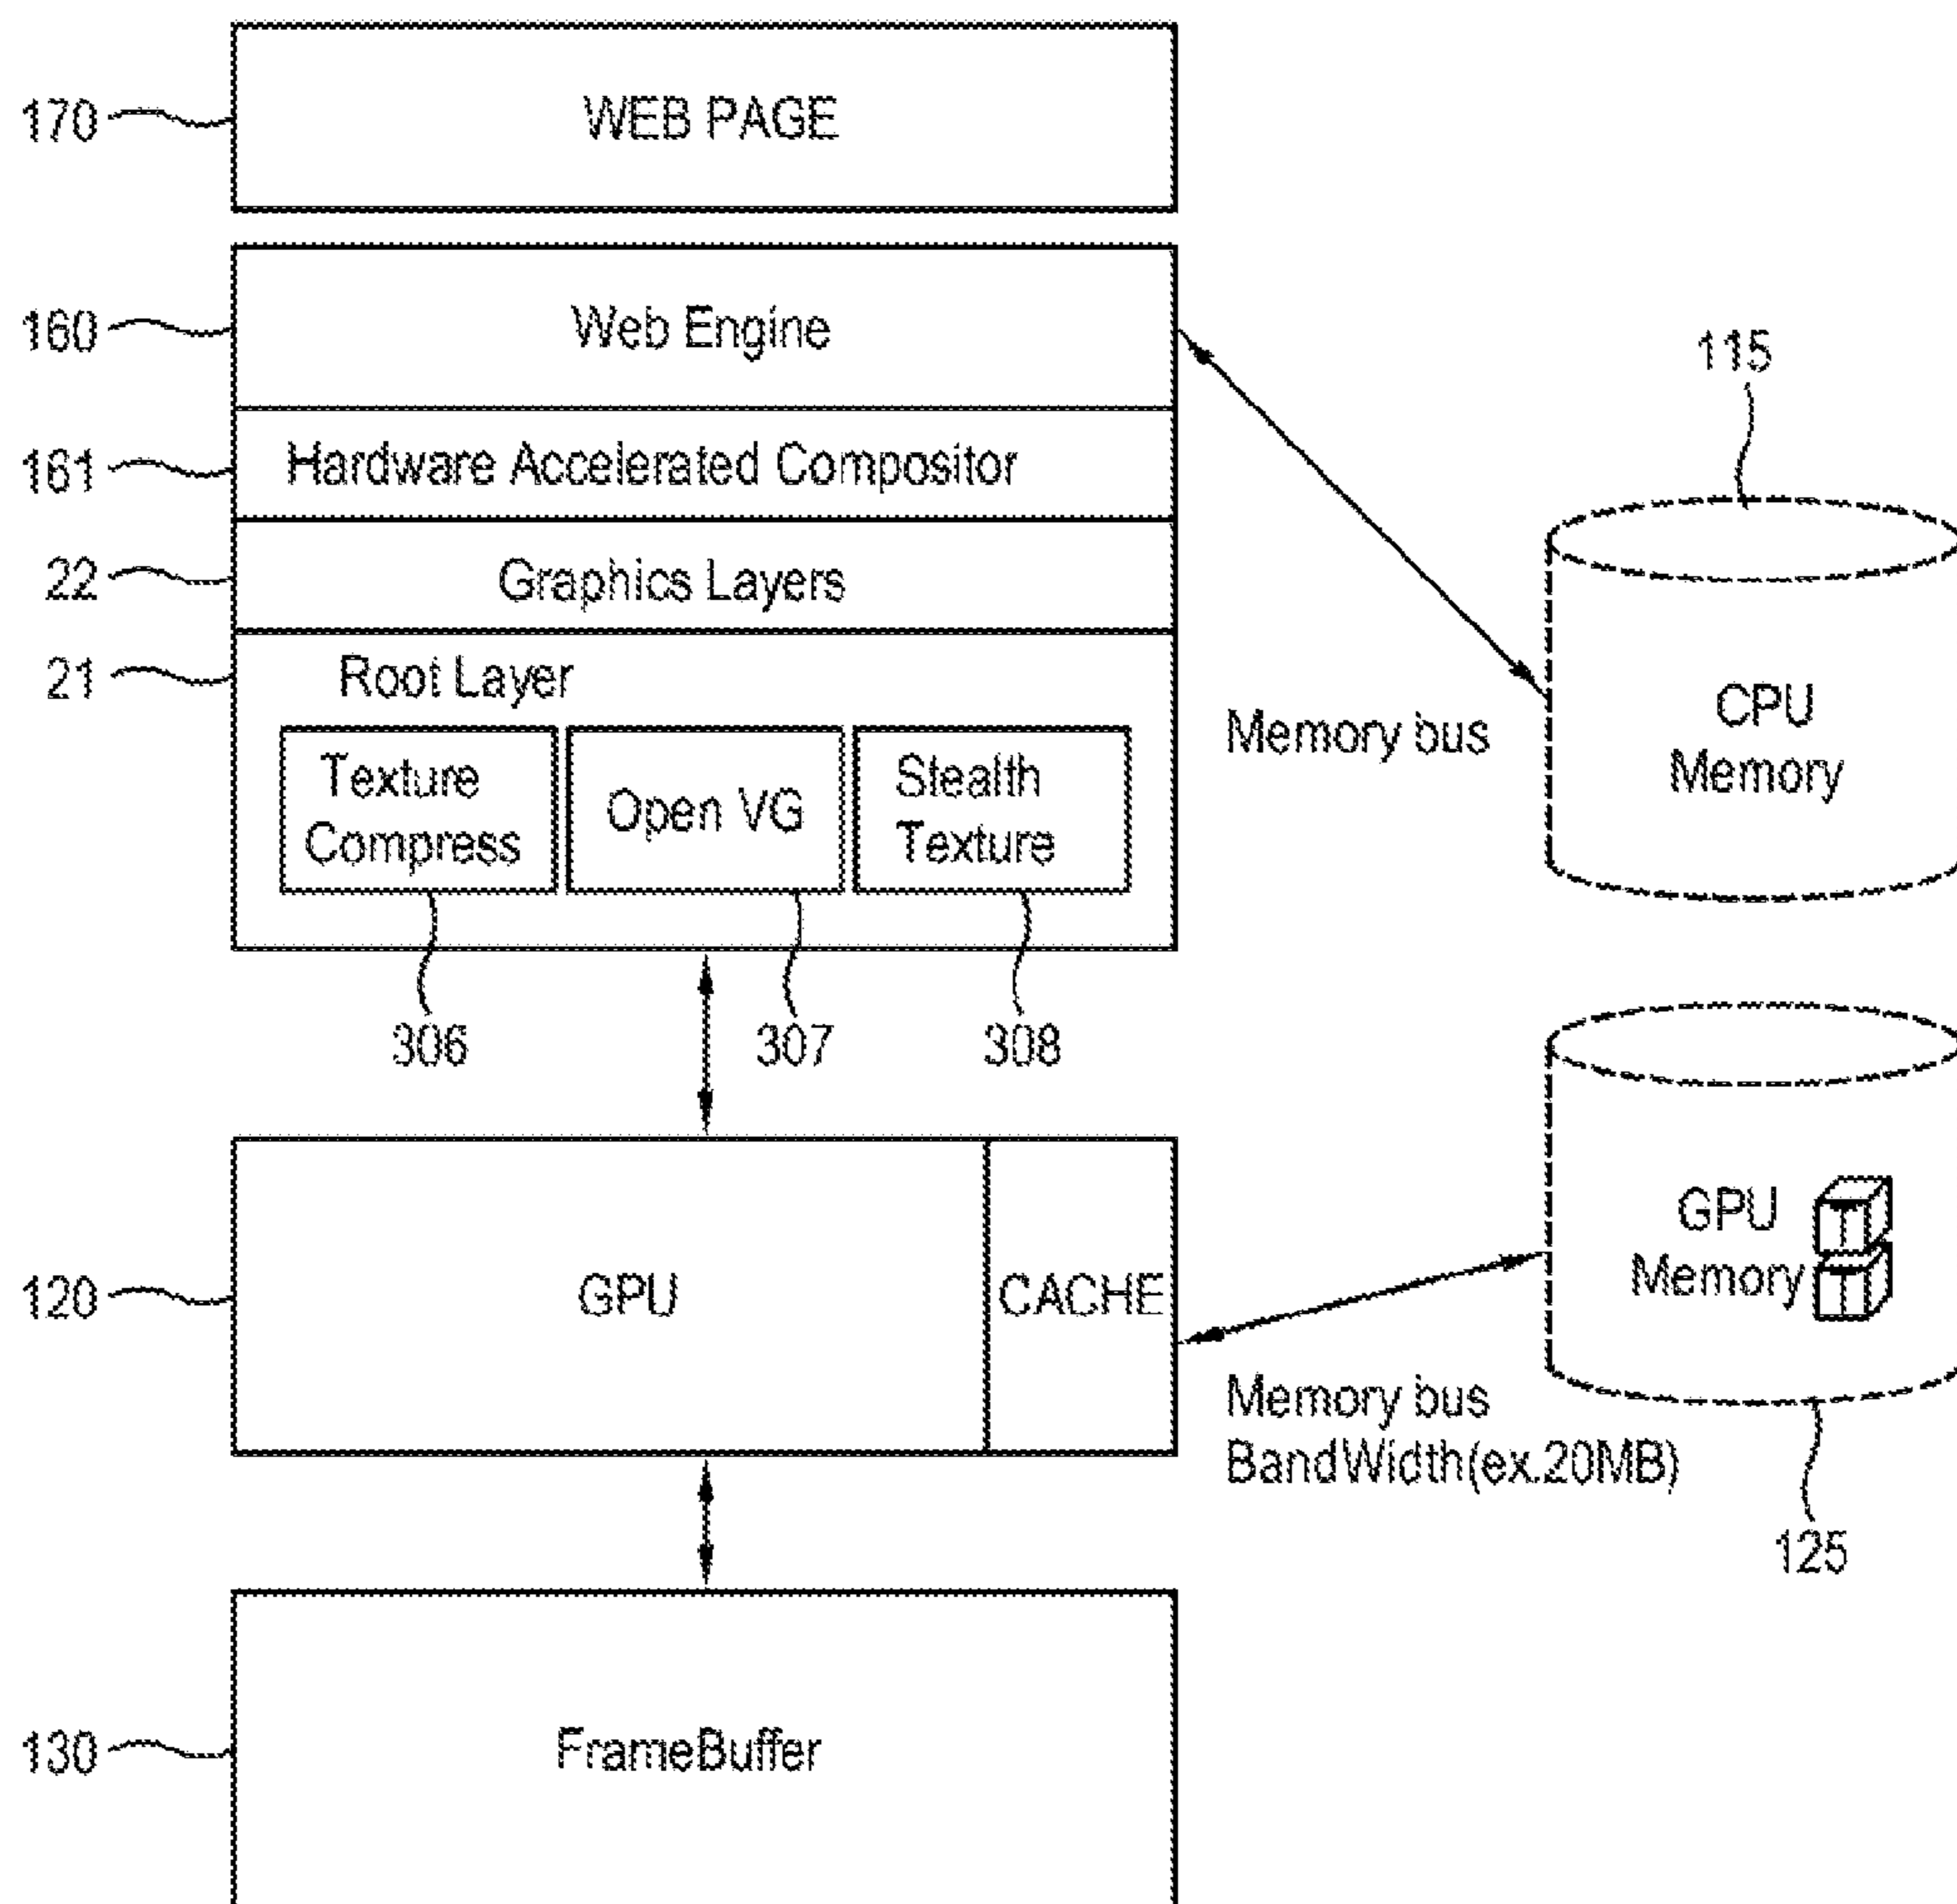 170
WEB PAGE
160
Web Engine
161
Hardware Accelerated Compositor
22
Graphics Layers
21
Root Layer
Texture
Compress
Open VG
Stealth
Texture
306
307
308
Memory bus
115
CPU
Memory
120
GPU
CACHE
GPU
Memory
T
T
Memory bus
BandWidth(ex.20MB)
125
130
FrameBuffer